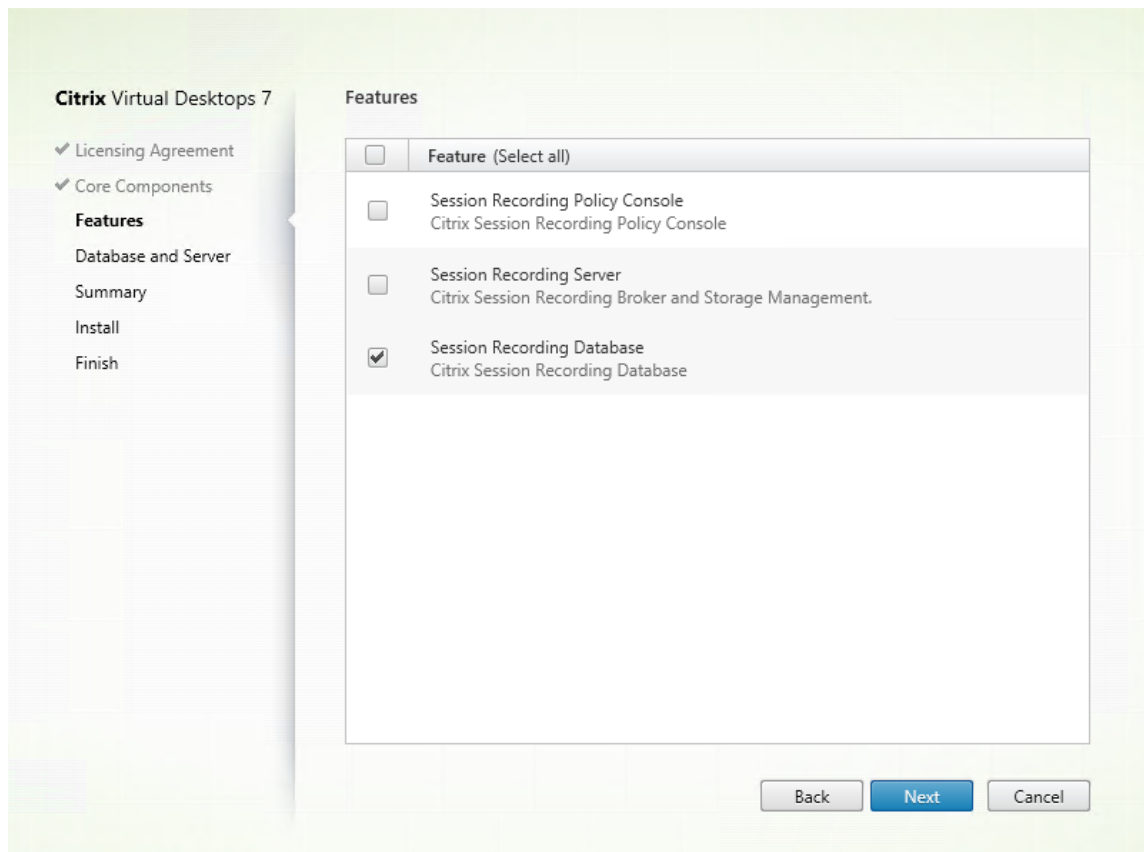 Citrix Virtual Desktops 7
Licensing Agreement
Core Components
Features
Database and Server
Summary
Install
Finish
Features
Feature (Select all)
Session Recording Policy Console
Citrix Session Recording Policy Console
Session Recording Server
Citrix Session Recording Broker and Storage Management.
Session Recording Database
Citrix Session Recording Database
Back
Next
Cancel